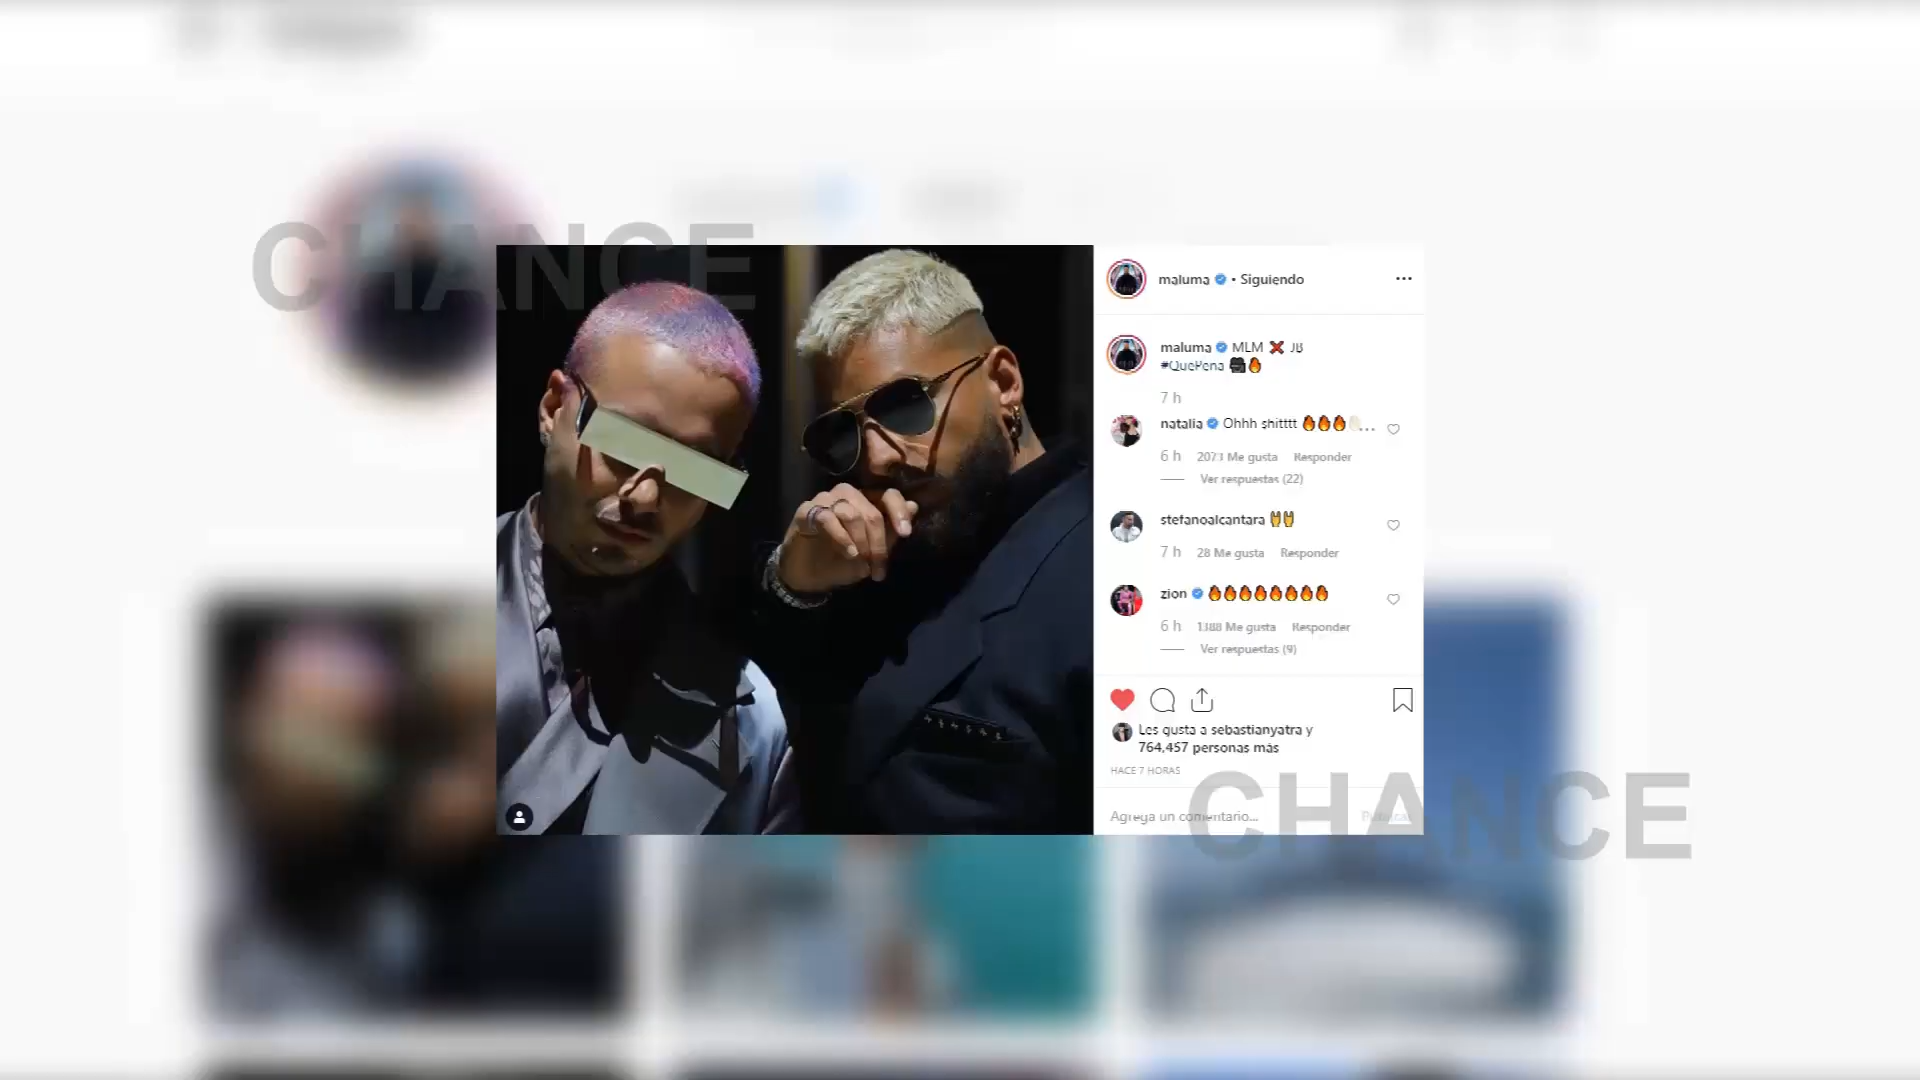 CHANCE
maluma • Siguiendo
maluma MLM ❌ JB
#QuePena 🎥🔥
7 h
natalia Ohhh shitttt 🔥🔥🔥
6 h 2073 Me gusta Responder
Ver respuestas (22)
stefanoalcantara 🤘🤘
7 h 28 Me gusta Responder
zion 🔥🔥🔥🔥🔥🔥🔥🔥
6 h 1388 Me gusta Responder
Ver respuestas (9)
Les gusta a sebastianyatra y
764,457 personas más
HACE 7 HORAS
Agrega un comentario... Publicar
CHANCE